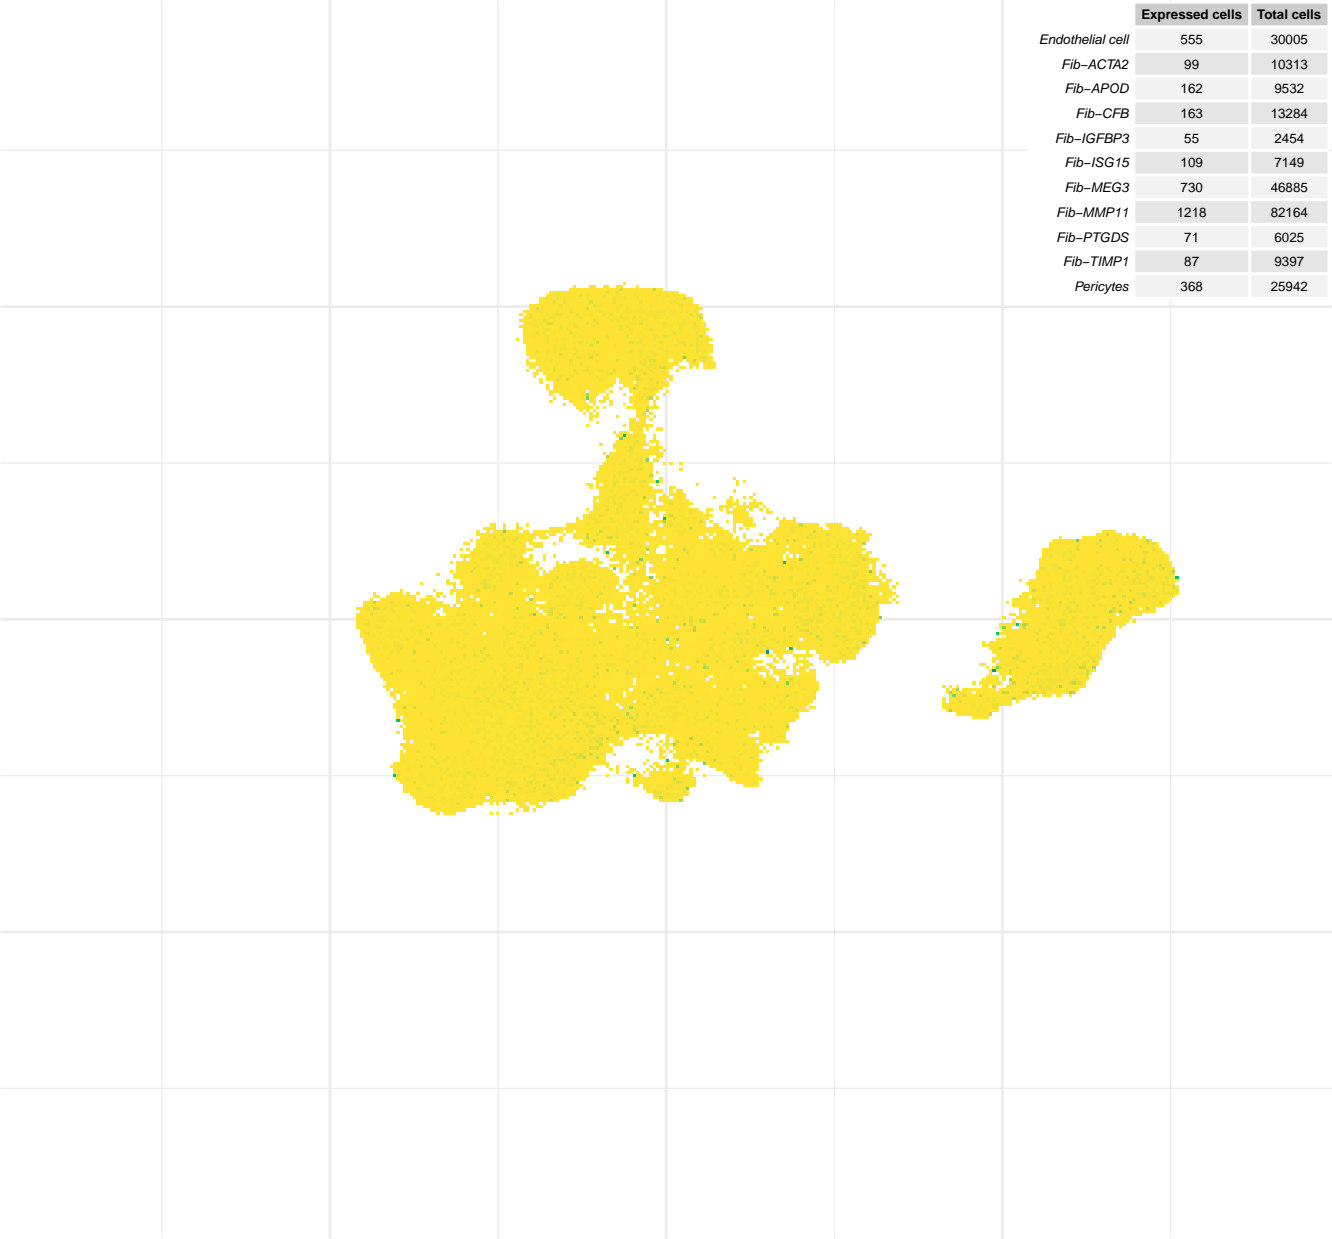 Expressed cells Total cells
Endothelial cell 555 30005
Fib−ACTA2 99 10313
Fib−APOD 162 9532
Fib−CFB 163 13284
Fib−IGFBP3 55 2454
Fib−ISG15 109 7149
Fib−MEG3 730 46885
Fib−MMP11 1218 82164
Fib−PTGDS 71 6025
Fib−TIMP1 87 9397
Pericytes 368 25942